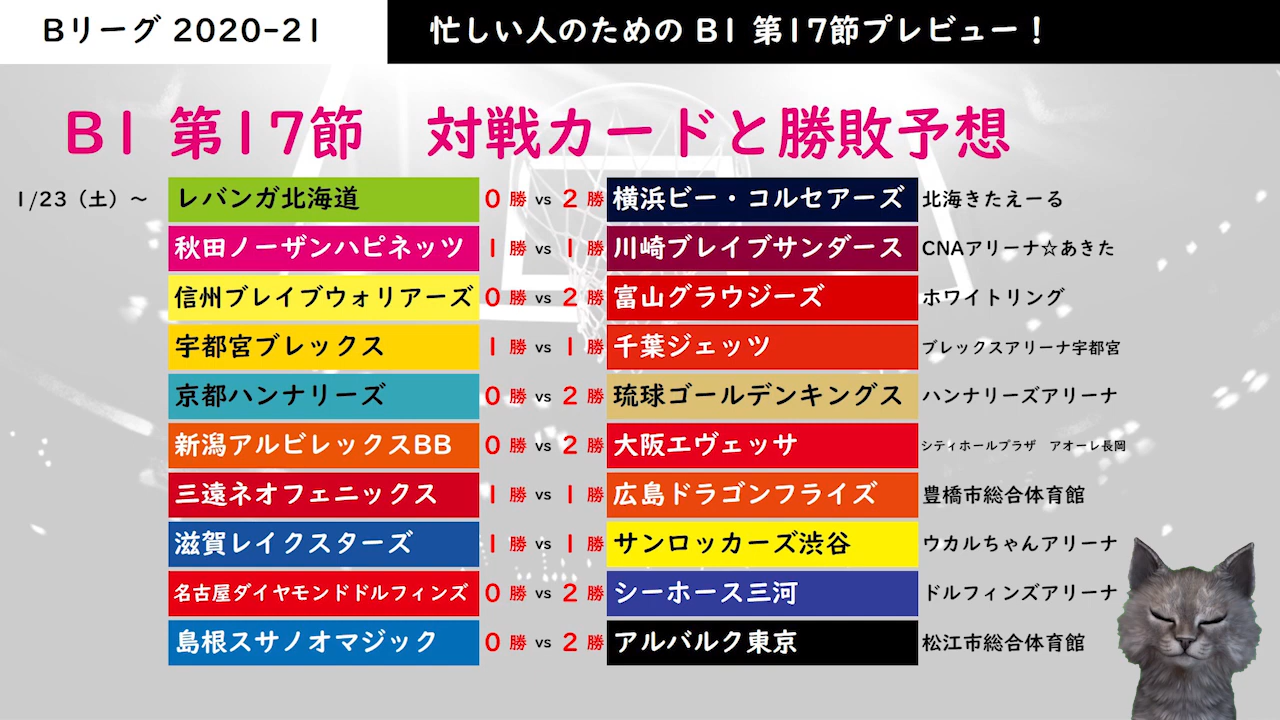 Bリーグ 2020-21
忙しい人のための B1 第17節プレビュー！
B1 第17節　対戦カードと勝敗予想
1/23（土）～ レバンガ北海道 0 勝 vs 2 勝 横浜ビー・コルセアーズ 北海きたえーる
秋田ノーザンハピネッツ 1 勝 vs 1 勝 川崎ブレイブサンダース CNAアリーナ☆あきた
信州ブレイブウォリアーズ 0 勝 vs 2 勝 富山グラウジーズ ホワイトリング
宇都宮ブレックス 1 勝 vs 1 勝 千葉ジェッツ ブレックスアリーナ宇都宮
京都ハンナリーズ 0 勝 vs 2 勝 琉球ゴールデンキングス ハンナリーズアリーナ
新潟アルビレックスBB 0 勝 vs 2 勝 大阪エヴェッサ シティホールプラザ　アオーレ長岡
三遠ネオフェニックス 1 勝 vs 1 勝 広島ドラゴンフライズ 豊橋市総合体育館
滋賀レイクスターズ 1 勝 vs 1 勝 サンロッカーズ渋谷 ウカルちゃんアリーナ
名古屋ダイヤモンドドルフィンズ 0 勝 vs 2 勝 シーホース三河 ドルフィンズアリーナ
島根スサノオマジック 0 勝 vs 2 勝 アルバルク東京 松江市総合体育館